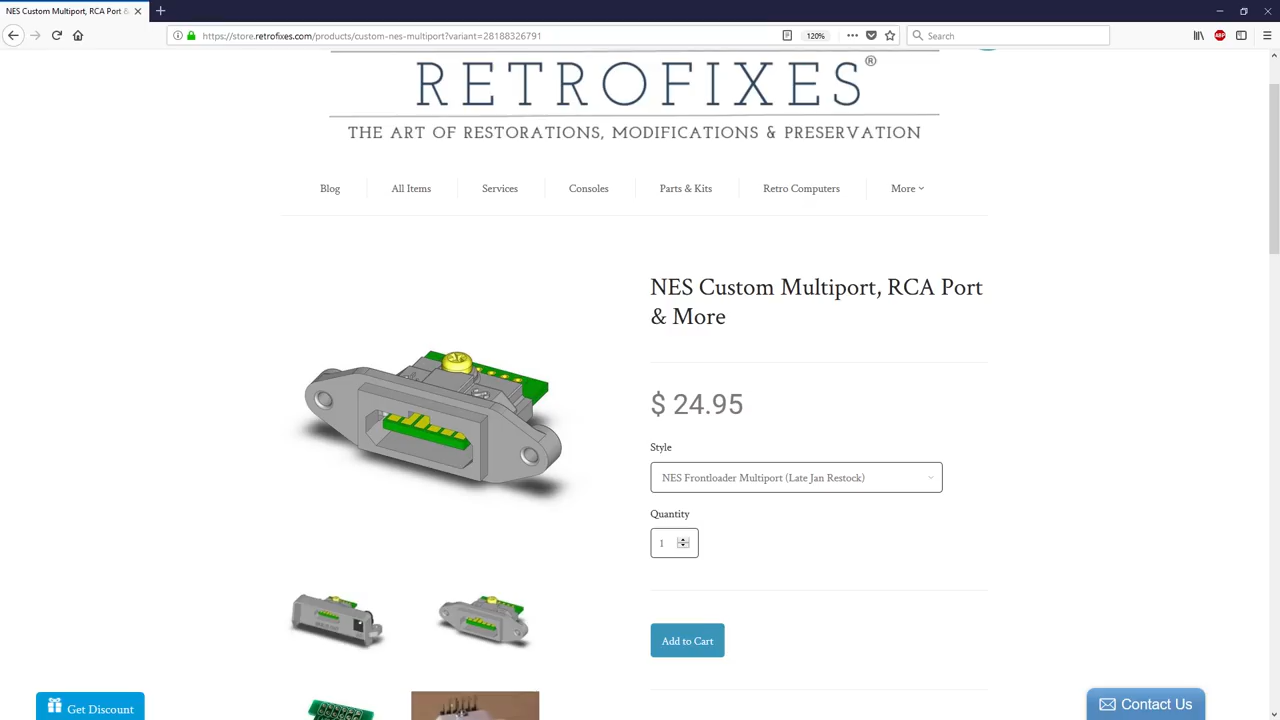 NES Custom Multiport, RCA Port &
https://store.retrofixes.com/products/custom-nes-multiport?variant=28188326791
120%
Search
ABP
RETROFIXES®
THE ART OF RESTORATIONS, MODIFICATIONS & PRESERVATION
Blog
All Items
Services
Consoles
Parts & Kits
Retro Computers
More
NES Custom Multiport, RCA Port
& More
$ 24.95
Style
NES Frontloader Multiport (Late Jan Restock)
Quantity
1
Add to Cart
Get Discount
Contact Us